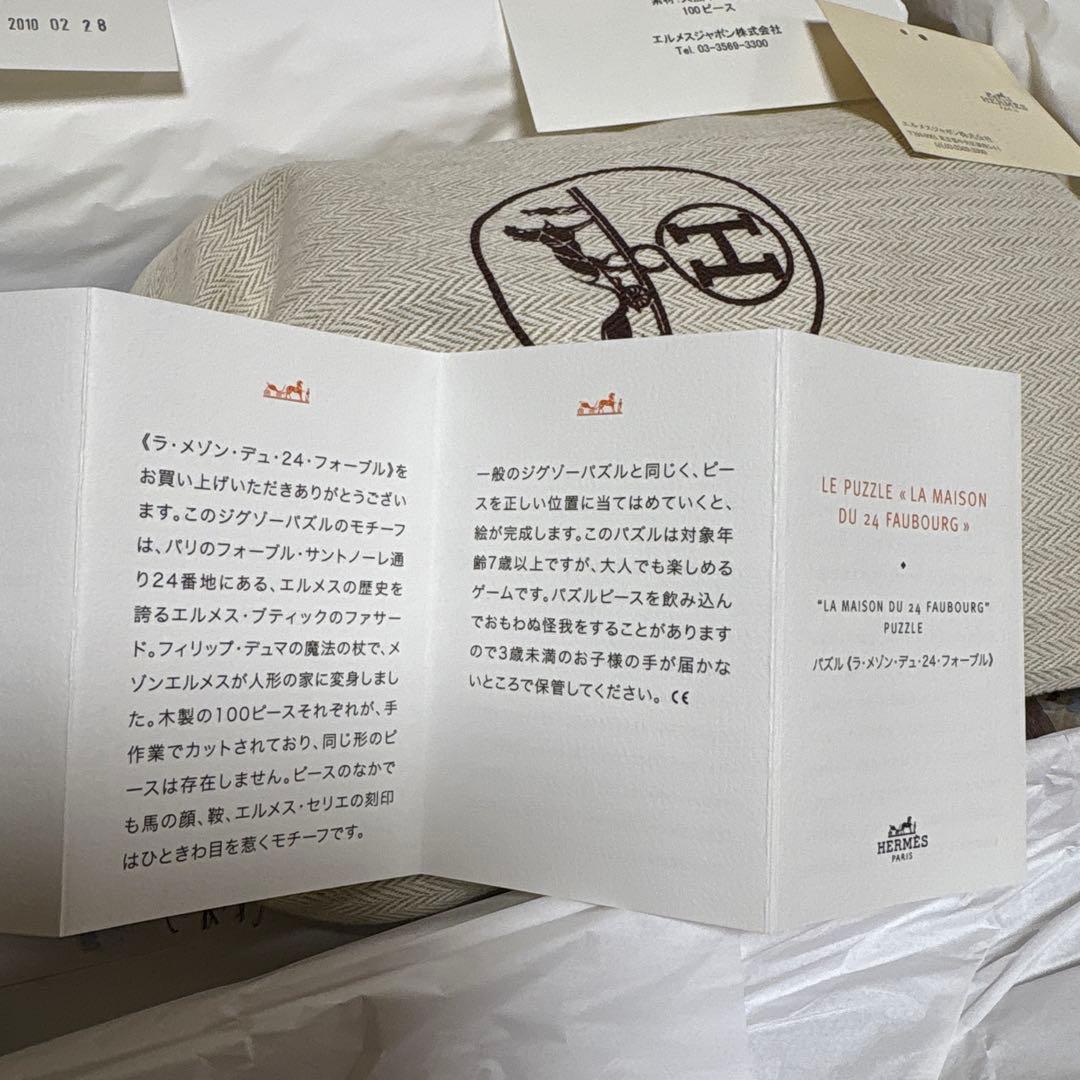 2010 02 28
100ピース
エルメスジャポン株式会社
Tel. 03-3569-3300
HERMÈS
PARIS
エルメスジャポン株式会社
H
《ラ・メゾン・デュ・24・フォーブル》を
お買い上げいただきありがとうござい
ます。このジグソーパズルのモチーフ
は、パリのフォーブル・サントノーレ通
り24番地にある、エルメスの歴史を
誇るエルメス・ブティックのファサー
ド。フィリップ・デュマの魔法の杖で、メ
ゾンエルメスが人形の家に変身しまし
た。木製の100ピースそれぞれが、手
作業でカットされており、同じ形のピ
ースは存在しません。ピースのなかで
も馬の顔、鞍、エルメス・セリエの刻印
はひときわ目を惹くモチーフです。
一般のジグソーパズルと同じく、ピー
スを正しい位置に当てはめていくと、
絵が完成します。このパズルは対象年
齢7歳以上ですが、大人でも楽しめる
ゲームです。パズルピースを飲み込ん
でおもわぬ怪我をすることがあります
ので3歳未満のお子様の手が届かな
いところで保管してください。 CE
LE PUZZLE « LA MAISON
DU 24 FAUBOURG »
"LA MAISON DU 24 FAUBOURG"
PUZZLE
パズル《ラ・メゾン・デュ・24・フォーブル》
HERMÈS
PARIS